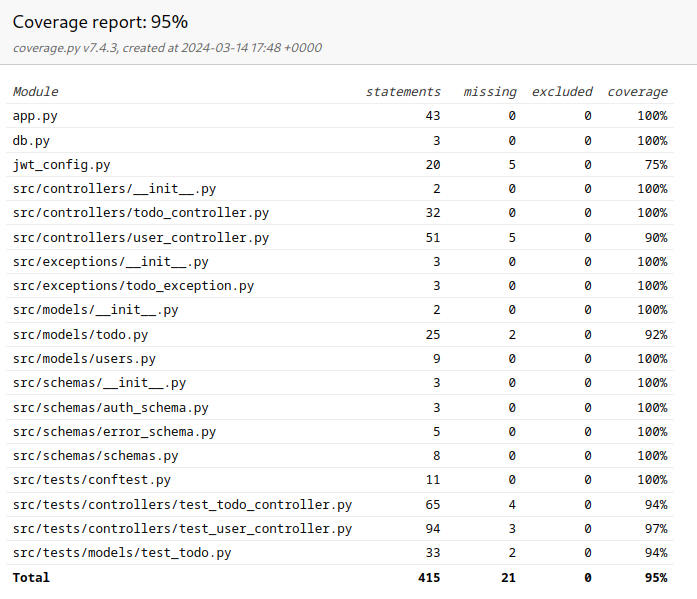 Coverage report: 95%
coverage.py v7.4.3, created at 2024-03-14 17:48 +0000
Module statements missing excluded coverage
app.py 43 0 0 100%
db.py 3 0 0 100%
jwt_config.py 20 5 0 75%
src/controllers/__init__.py 2 0 0 100%
src/controllers/todo_controller.py 32 0 0 100%
src/controllers/user_controller.py 51 5 0 90%
src/exceptions/__init__.py 3 0 0 100%
src/exceptions/todo_exception.py 3 0 0 100%
src/models/__init__.py 2 0 0 100%
src/models/todo.py 25 2 0 92%
src/models/users.py 9 0 0 100%
src/schemas/__init__.py 3 0 0 100%
src/schemas/auth_schema.py 3 0 0 100%
src/schemas/error_schema.py 5 0 0 100%
src/schemas/schemas.py 8 0 0 100%
src/tests/conftest.py 11 0 0 100%
src/tests/controllers/test_todo_controller.py 65 4 0 94%
src/tests/controllers/test_user_controller.py 94 3 0 97%
src/tests/models/test_todo.py 33 2 0 94%
Total 415 21 0 95%